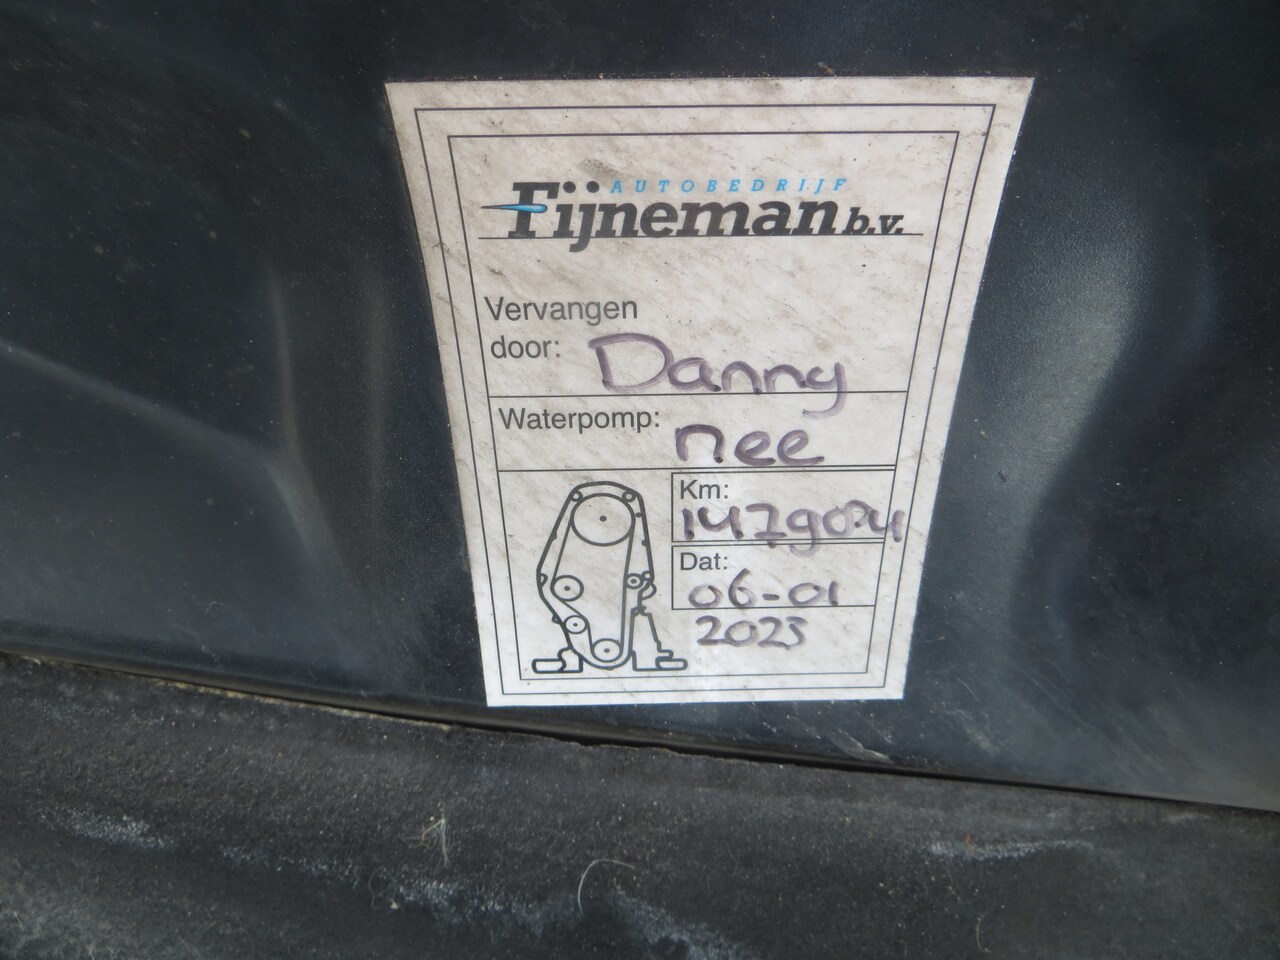 AUTOBEDRIJF
Fijneman b.v.
Vervangen
door: Danny
Waterpomp: nee
Km:
147904
Dat:
06-01
2023